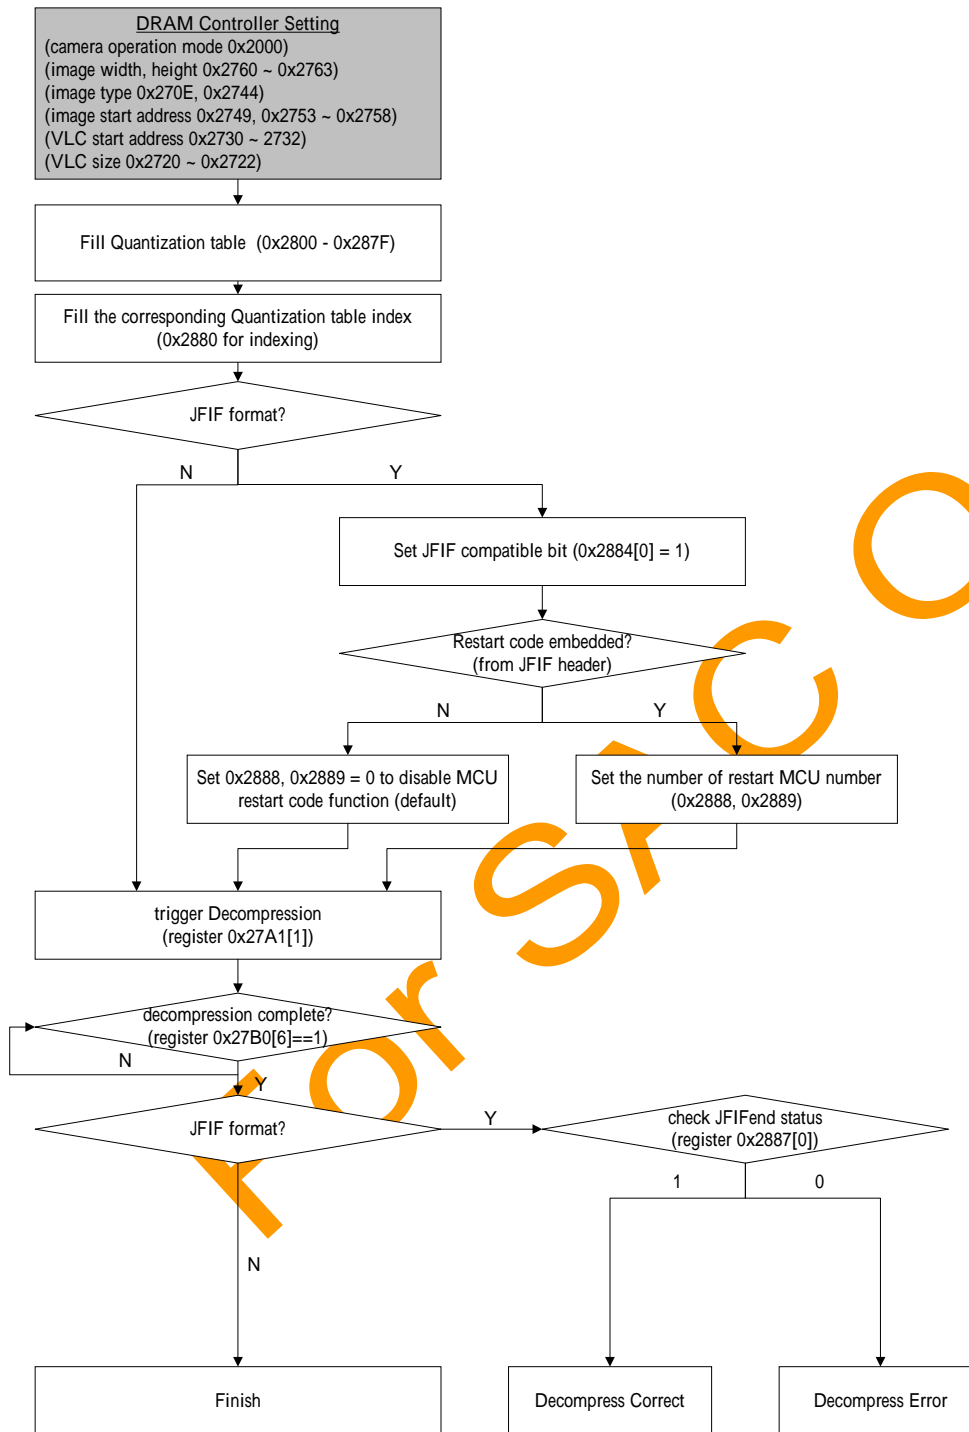 DRAM Controller Setting
(camera operation mode 0x2000)
(image width, height 0x2760 ~ 0x2763)
(image type 0x270E, 0x2744)
(image start address 0x2749, 0x2753 ~ 0x2758)
(VLC start address 0x2730 ~ 2732)
(VLC size 0x2720 ~ 0x2722)
Fill Quantization table (0x2800 - 0x287F)
Fill the corresponding Quantization table index
(0x2880 for indexing)
JFIF format?
N
Y
Set JFIF compatible bit (0x2884[0] = 1)
Restart code embedded?
(from JFIF header)
N
Y
Set 0x2888, 0x2889 = 0 to disable MCU
restart code function (default)
Set the number of restart MCU number
(0x2888, 0x2889)
trigger Decompression
(register 0x27A1[1])
decompression complete?
(register 0x27B0[6]==1)
N
Y
JFIF format?
Y
check JFIFend status
(register 0x2887[0])
1
0
N
Finish
Decompress Correct
Decompress Error
For SAC O